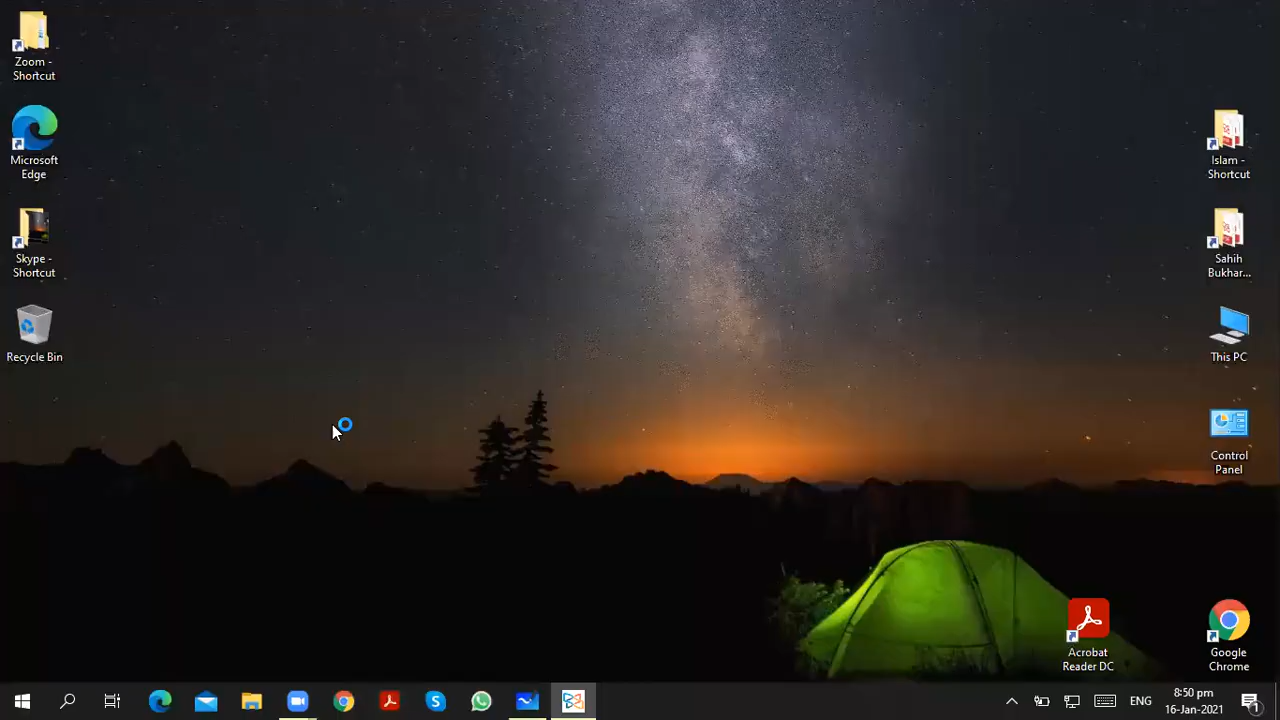 Zoom -
Shortcut
Microsoft
Edge
Skype -
Shortcut
Recycle Bin
Islam -
Shortcut
Sahih
Bukhar...
This PC
Control
Panel
Acrobat
Reader DC
Google
Chrome
ENG
8:50 pm
16-Jan-2021
1